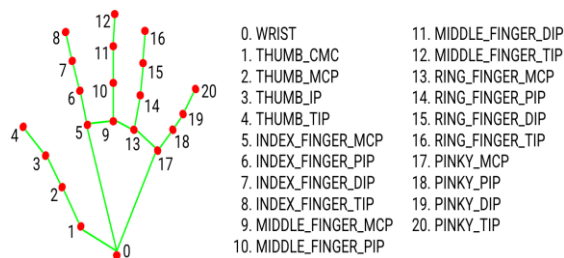 12
8
16
11
7
15
6
10
14
20
19
4
5
9
13
18
3
17
2
1
0
0. WRIST
1. THUMB_CMC
2. THUMB_MCP
3. THUMB_IP
4. THUMB_TIP
5. INDEX_FINGER_MCP
6. INDEX_FINGER_PIP
7. INDEX_FINGER_DIP
8. INDEX_FINGER_TIP
9. MIDDLE_FINGER_MCP
10. MIDDLE_FINGER_PIP
11. MIDDLE_FINGER_DIP
12. MIDDLE_FINGER_TIP
13. RING_FINGER_MCP
14. RING_FINGER_PIP
15. RING_FINGER_DIP
16. RING_FINGER_TIP
17. PINKY_MCP
18. PINKY_PIP
19. PINKY_DIP
20. PINKY_TIP